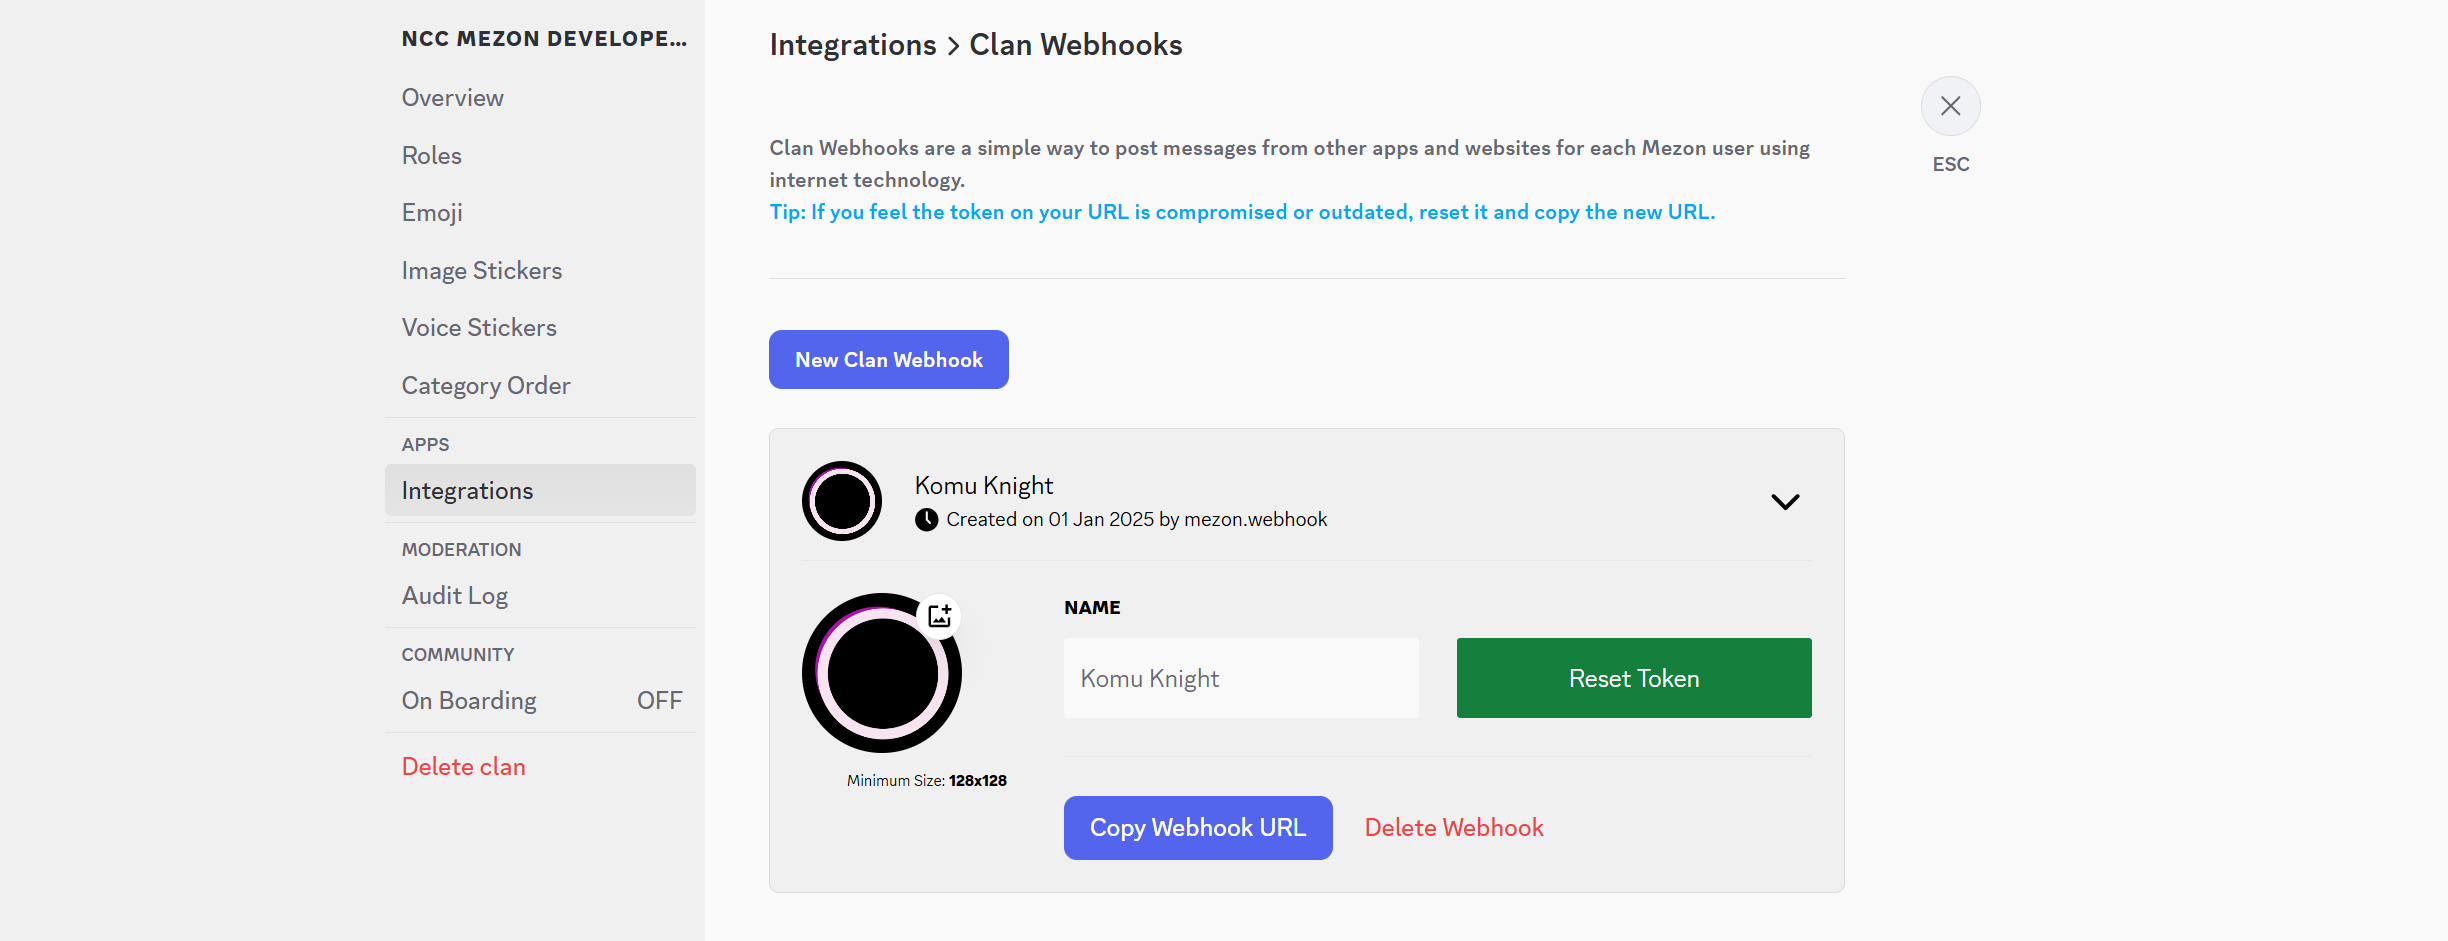 NCC MEZON DEVELOPE...
Overview
Roles
Emoji
Image Stickers
Voice Stickers
Category Order
APPS
Integrations
MODERATION
Audit Log
COMMUNITY
On Boarding OFF
Delete clan
Integrations > Clan Webhooks
Clan Webhooks are a simple way to post messages from other apps and websites for each Mezon user using
internet technology.
Tip: If you feel the token on your URL is compromised or outdated, reset it and copy the new URL.
ESC
New Clan Webhook
Komu Knight
Created on 01 Jan 2025 by mezon.webhook
Minimum Size: 128x128
NAME
Komu Knight
Reset Token
Copy Webhook URL
Delete Webhook